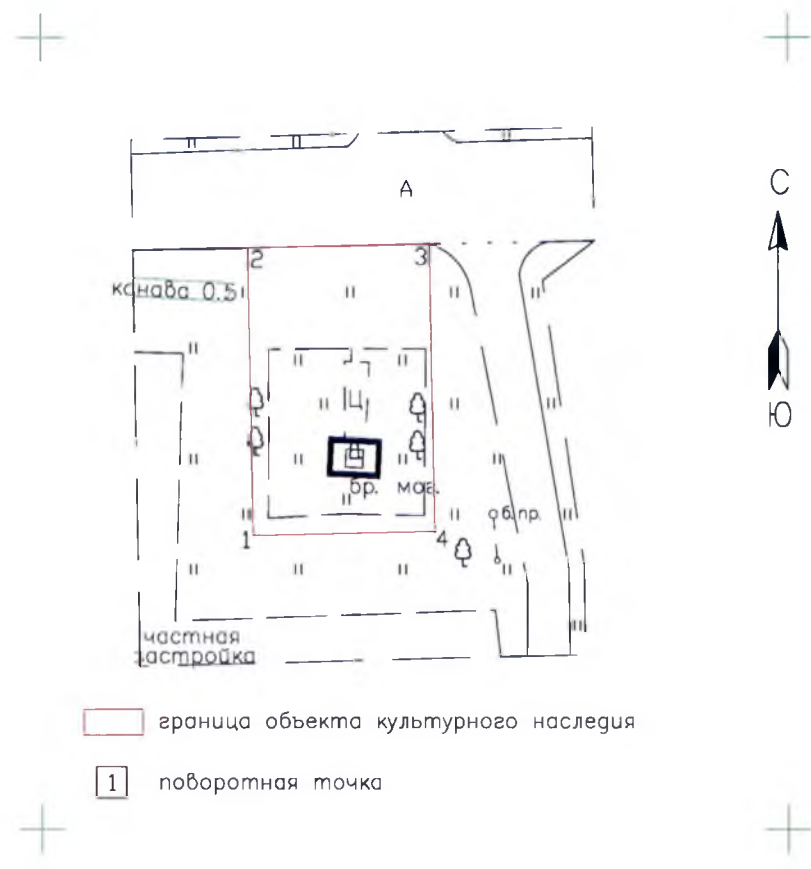 А
С
2 3
канава 0.5
Ц
Ю
бр. мог.
об.пр.
1 4
частная
застройка
граница объекта культурного наследия
1 поворотная точка